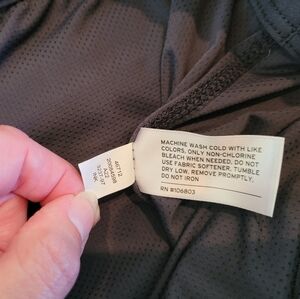 MACHINE WASH COLD WITH LIKE
COLORS, ONLY NON-CHLORINE
BLEACH WHEN NEEDED, DO NOT
USE FABRIC SOFTENER, TUMBLE
DRY LOW, REMOVE PROMPTLY,
DO NOT IRON
RN #106803